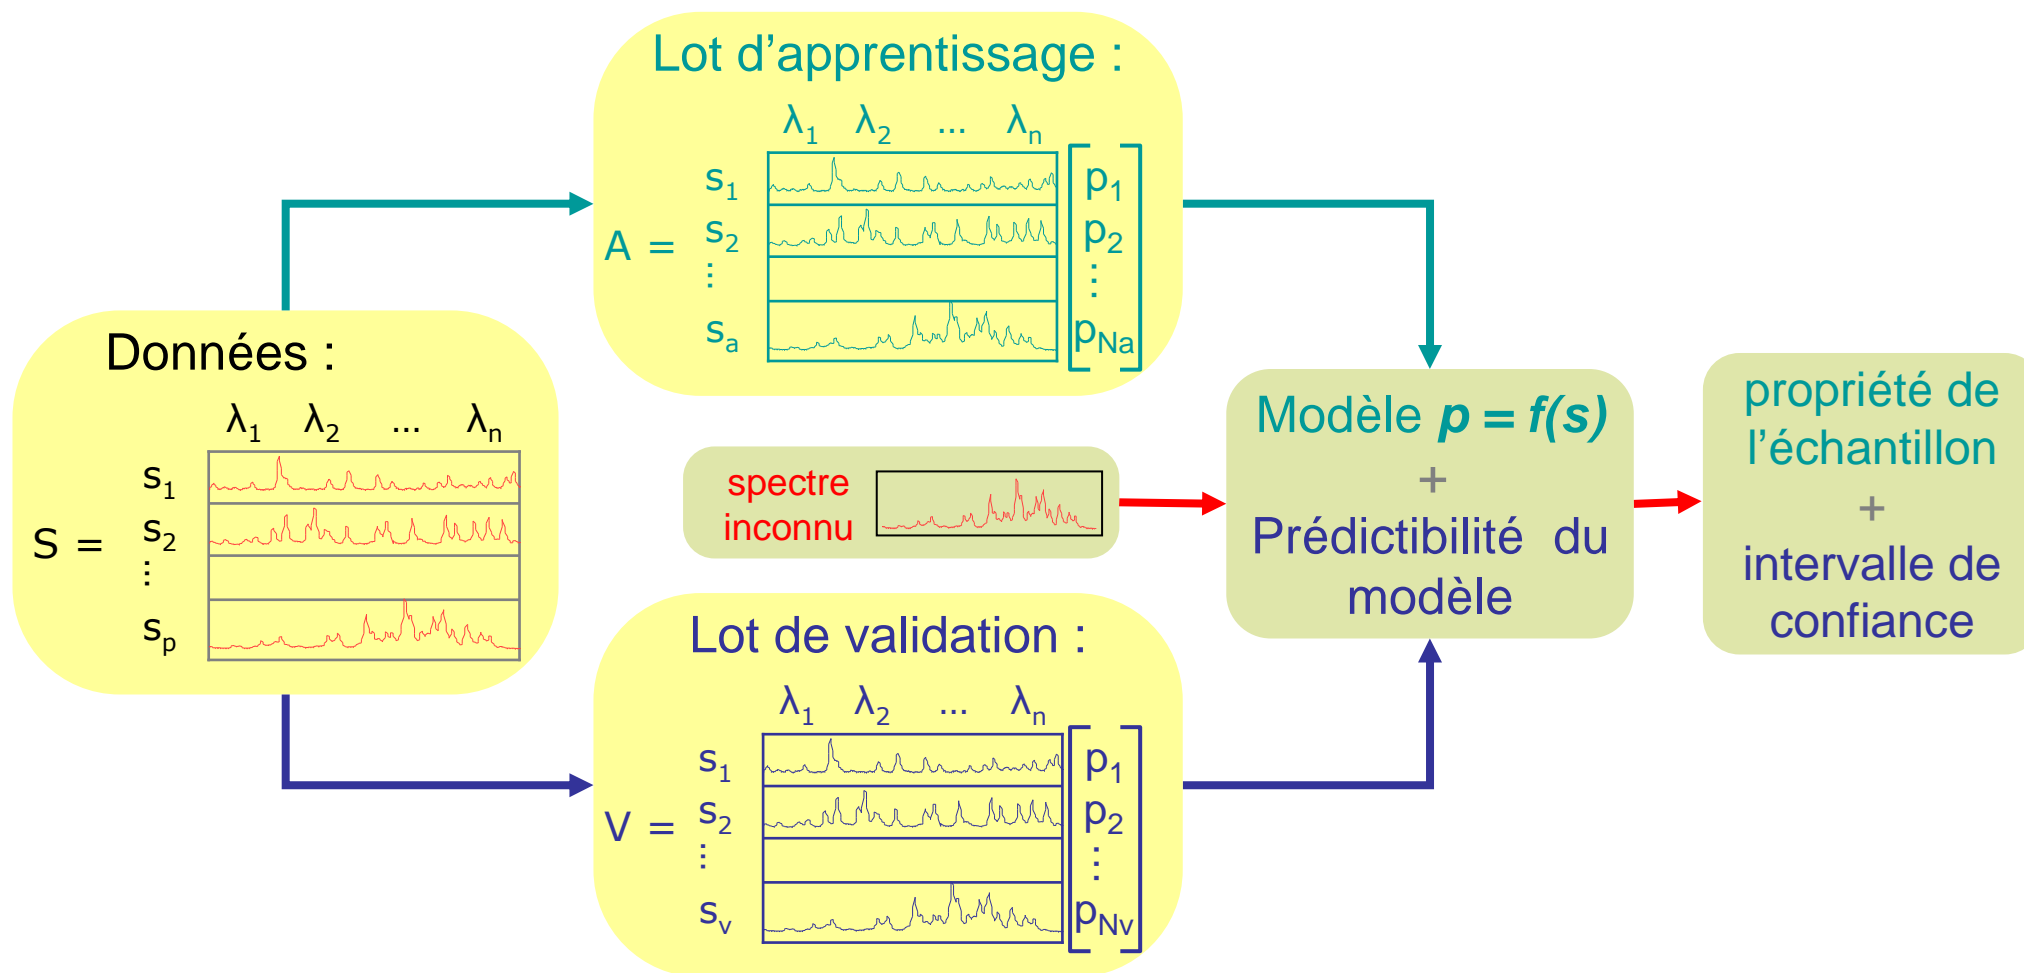 Données :
λ1 λ2 ... λn
s1
S = s2
⋮
sp
Lot d’apprentissage :
λ1 λ2 ... λn
s1 p1
A = s2 p2
⋮ ⋮
sa pNa
spectre
inconnu
Lot de validation :
λ1 λ2 ... λn
s1 p1
V = s2 p2
⋮ ⋮
sv pNv
Modèle p = f(s)
+
Prédictibilité du
modèle
propriété de
l’échantillon
+
intervalle de
confiance